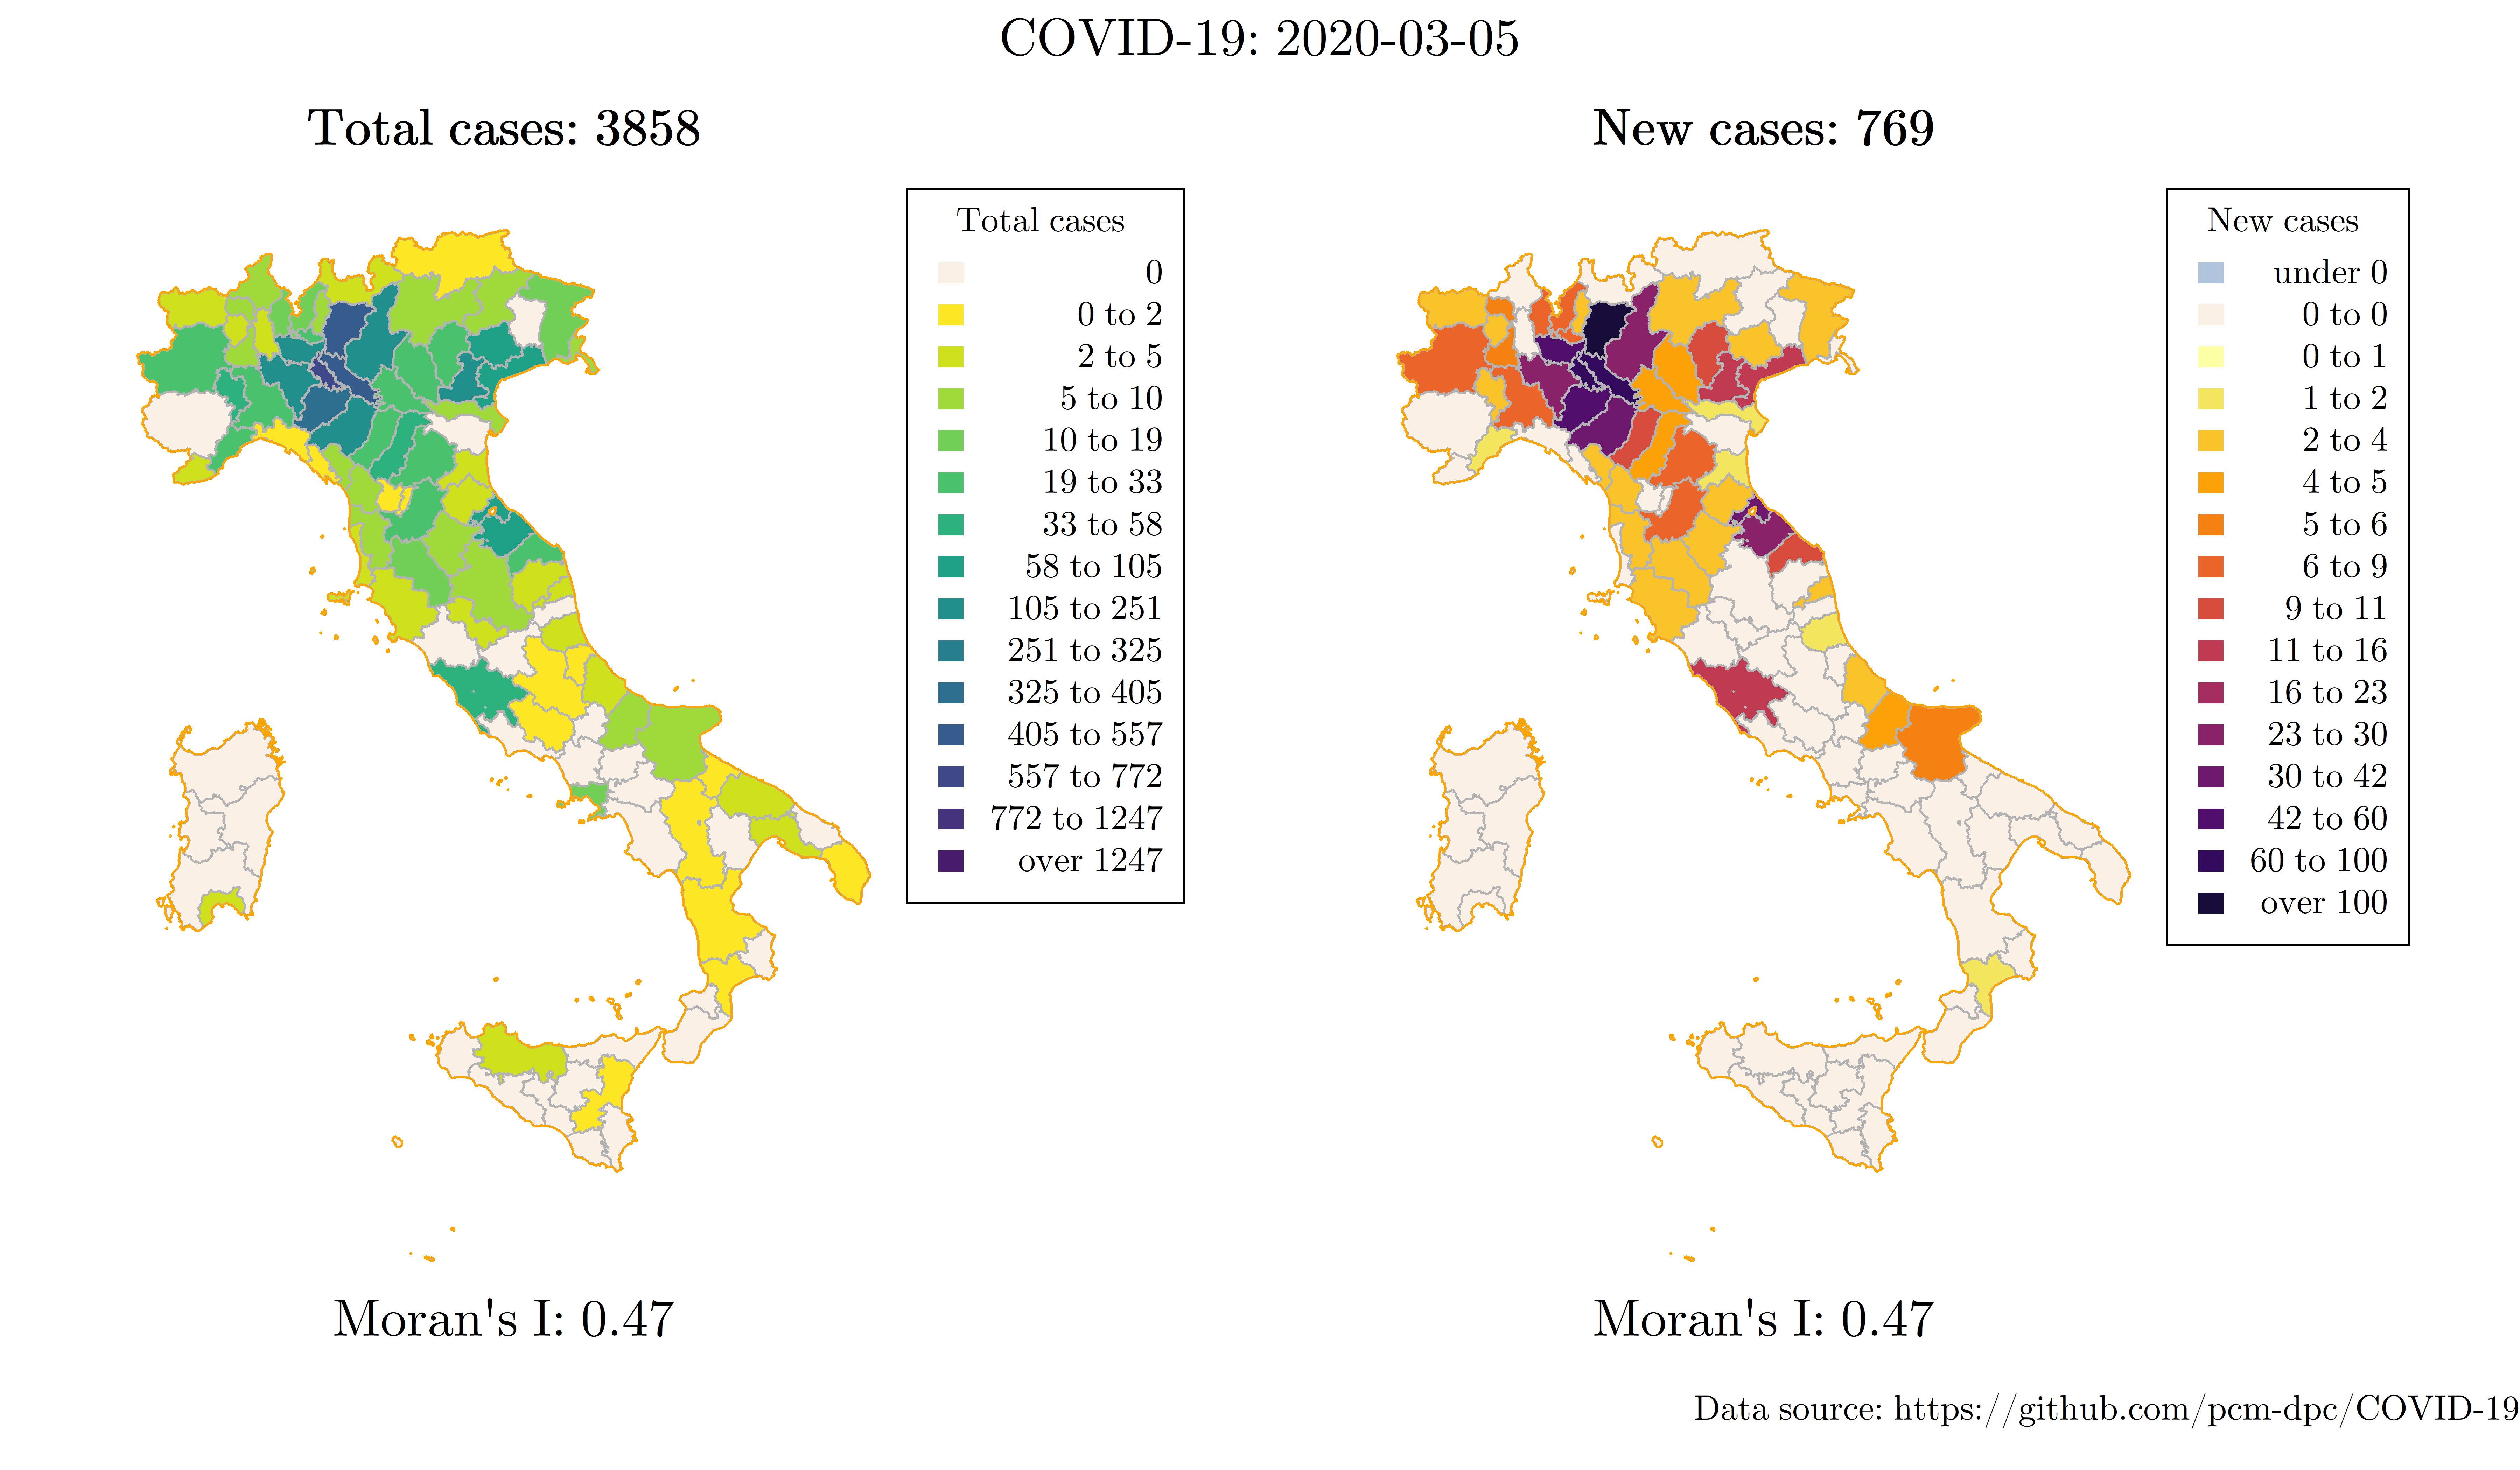 COVID-19: 2020-03-05
Total cases: 3858
Total cases
0
0 to 2
2 to 5
5 to 10
10 to 19
19 to 33
33 to 58
58 to 105
105 to 251
251 to 325
325 to 405
405 to 557
557 to 772
772 to 1247
over 1247
Moran's I: 0.47
New cases: 769
New cases
under 0
0 to 0
0 to 1
1 to 2
2 to 4
4 to 5
5 to 6
6 to 9
9 to 11
11 to 16
16 to 23
23 to 30
30 to 42
42 to 60
60 to 100
over 100
Moran's I: 0.47
Data source: https://github.com/pcm-dpc/COVID-19